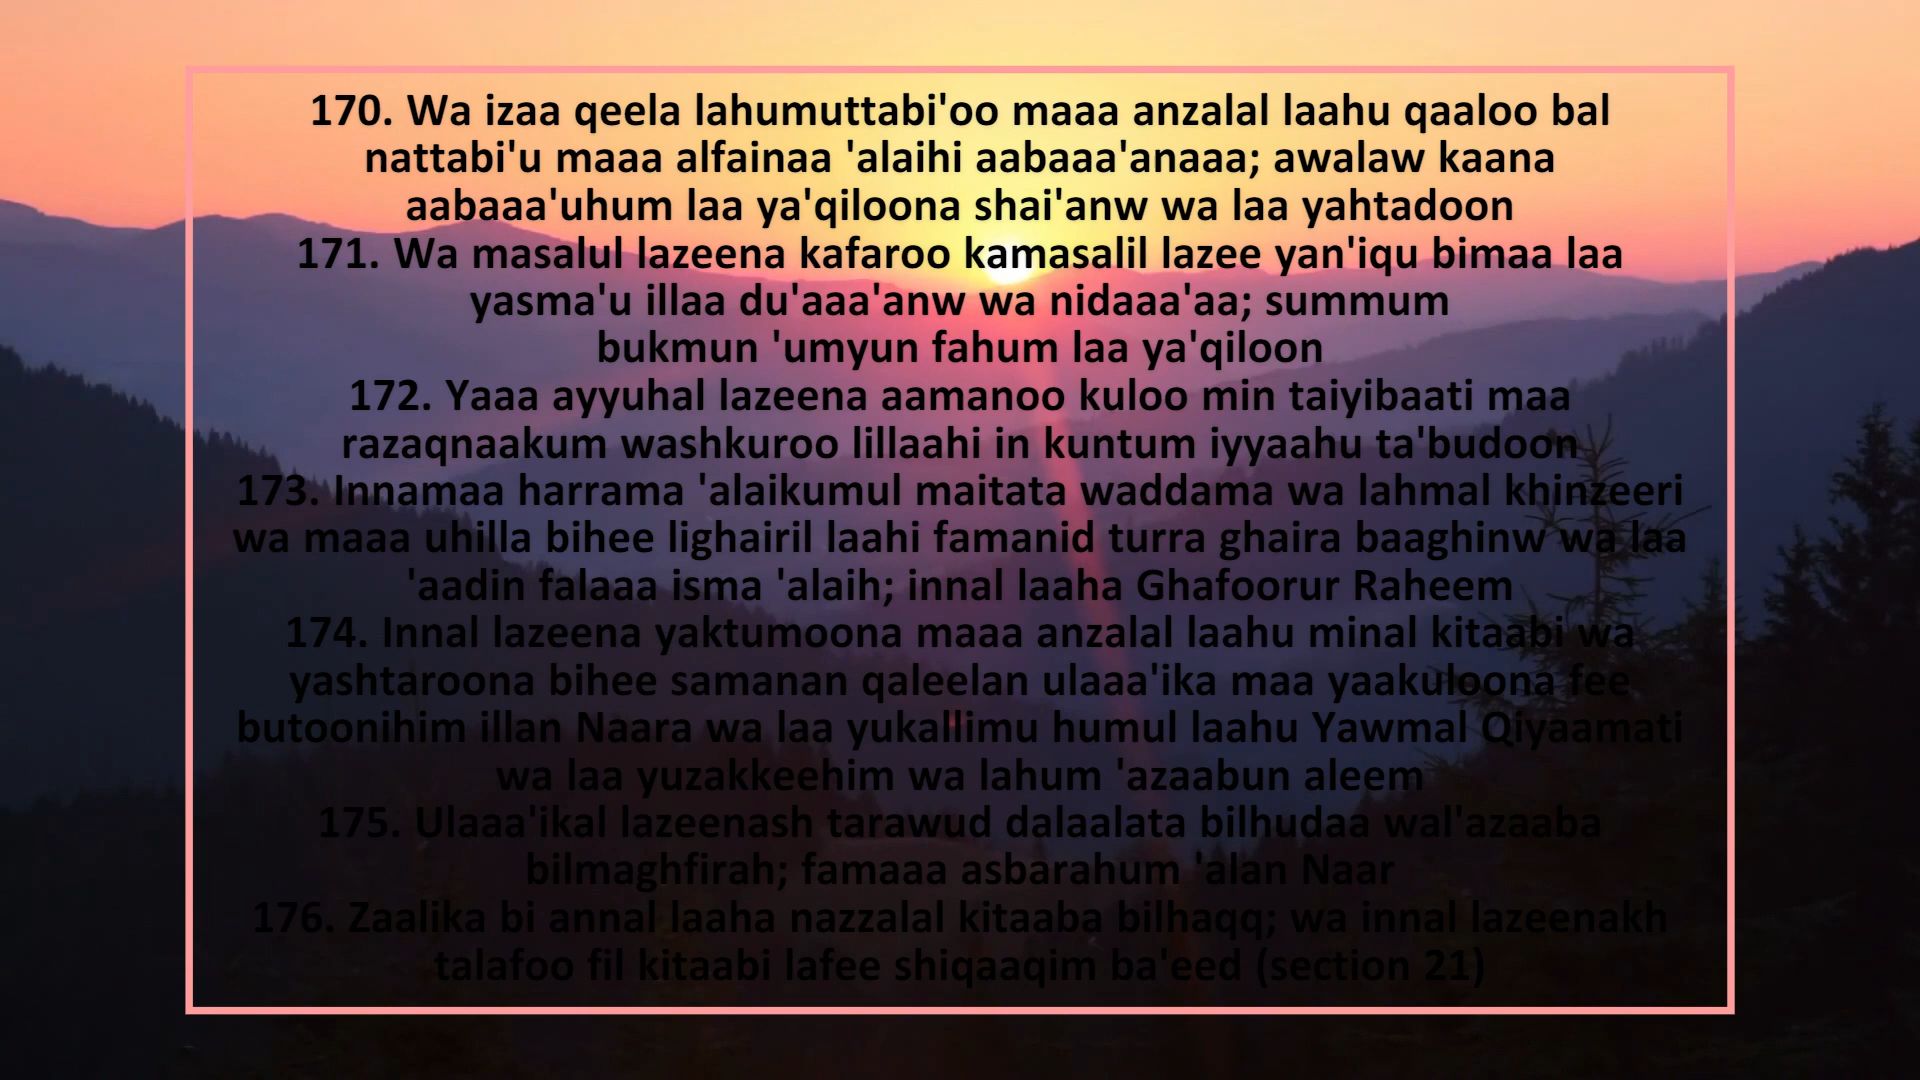 170. Wa izaa qeela lahumuttabi'oo maaa anzalal laahu qaaloo bal
nattabi'u maaa alfainaa 'alaihi aabaaa'anaaa; awalaw kaana
aabaaa'uhum laa ya'qiloona shai'anw wa laa yahtadoon
171. Wa masalul lazeena kafaroo kamasalil lazee yan'iqu bimaa laa
yasma'u illaa du'aaa'anw wa nidaaa'aa; summum
bukmun 'umyun fahum laa ya'qiloon
172. Yaaa ayyuhal lazeena aamanoo kuloo min taiyibaati maa
razaqnaakum washkuroo lillaahi in kuntum iyyaahu ta'budoon
173. Innamaa harrama 'alaikumul maitata waddama wa lahmal khinzeeri
wa maaa uhilla bihee lighairil laahi famanid turra ghaira baaghinw wa laa
'aadin falaaa isma 'alaih; innal laaha Ghafoorur Raheem
174. Innal lazeena yaktumoona maaa anzalal laahu minal kitaabi wa
yashtaroona bihee samanan qaleelan ulaaa'ika maa yaakuloona fee
butoonihim illan Naara wa laa yukallimu humul laahu Yawmal Qiyaamati
wa laa yuzakkeehim wa lahum 'azaabun aleem
175. Ulaaa'ikal lazeenash tarawud dalaalata bilhudaa wal'azaaba
bilmaghfirah; famaaa asbarahum 'alan Naar
176. Zaalika bi annal laaha nazzalal kitaaba bilhaqq; wa innal lazeenakh
talafoo fil kitaabi lafee shiqaaqim ba'eed (section 21)